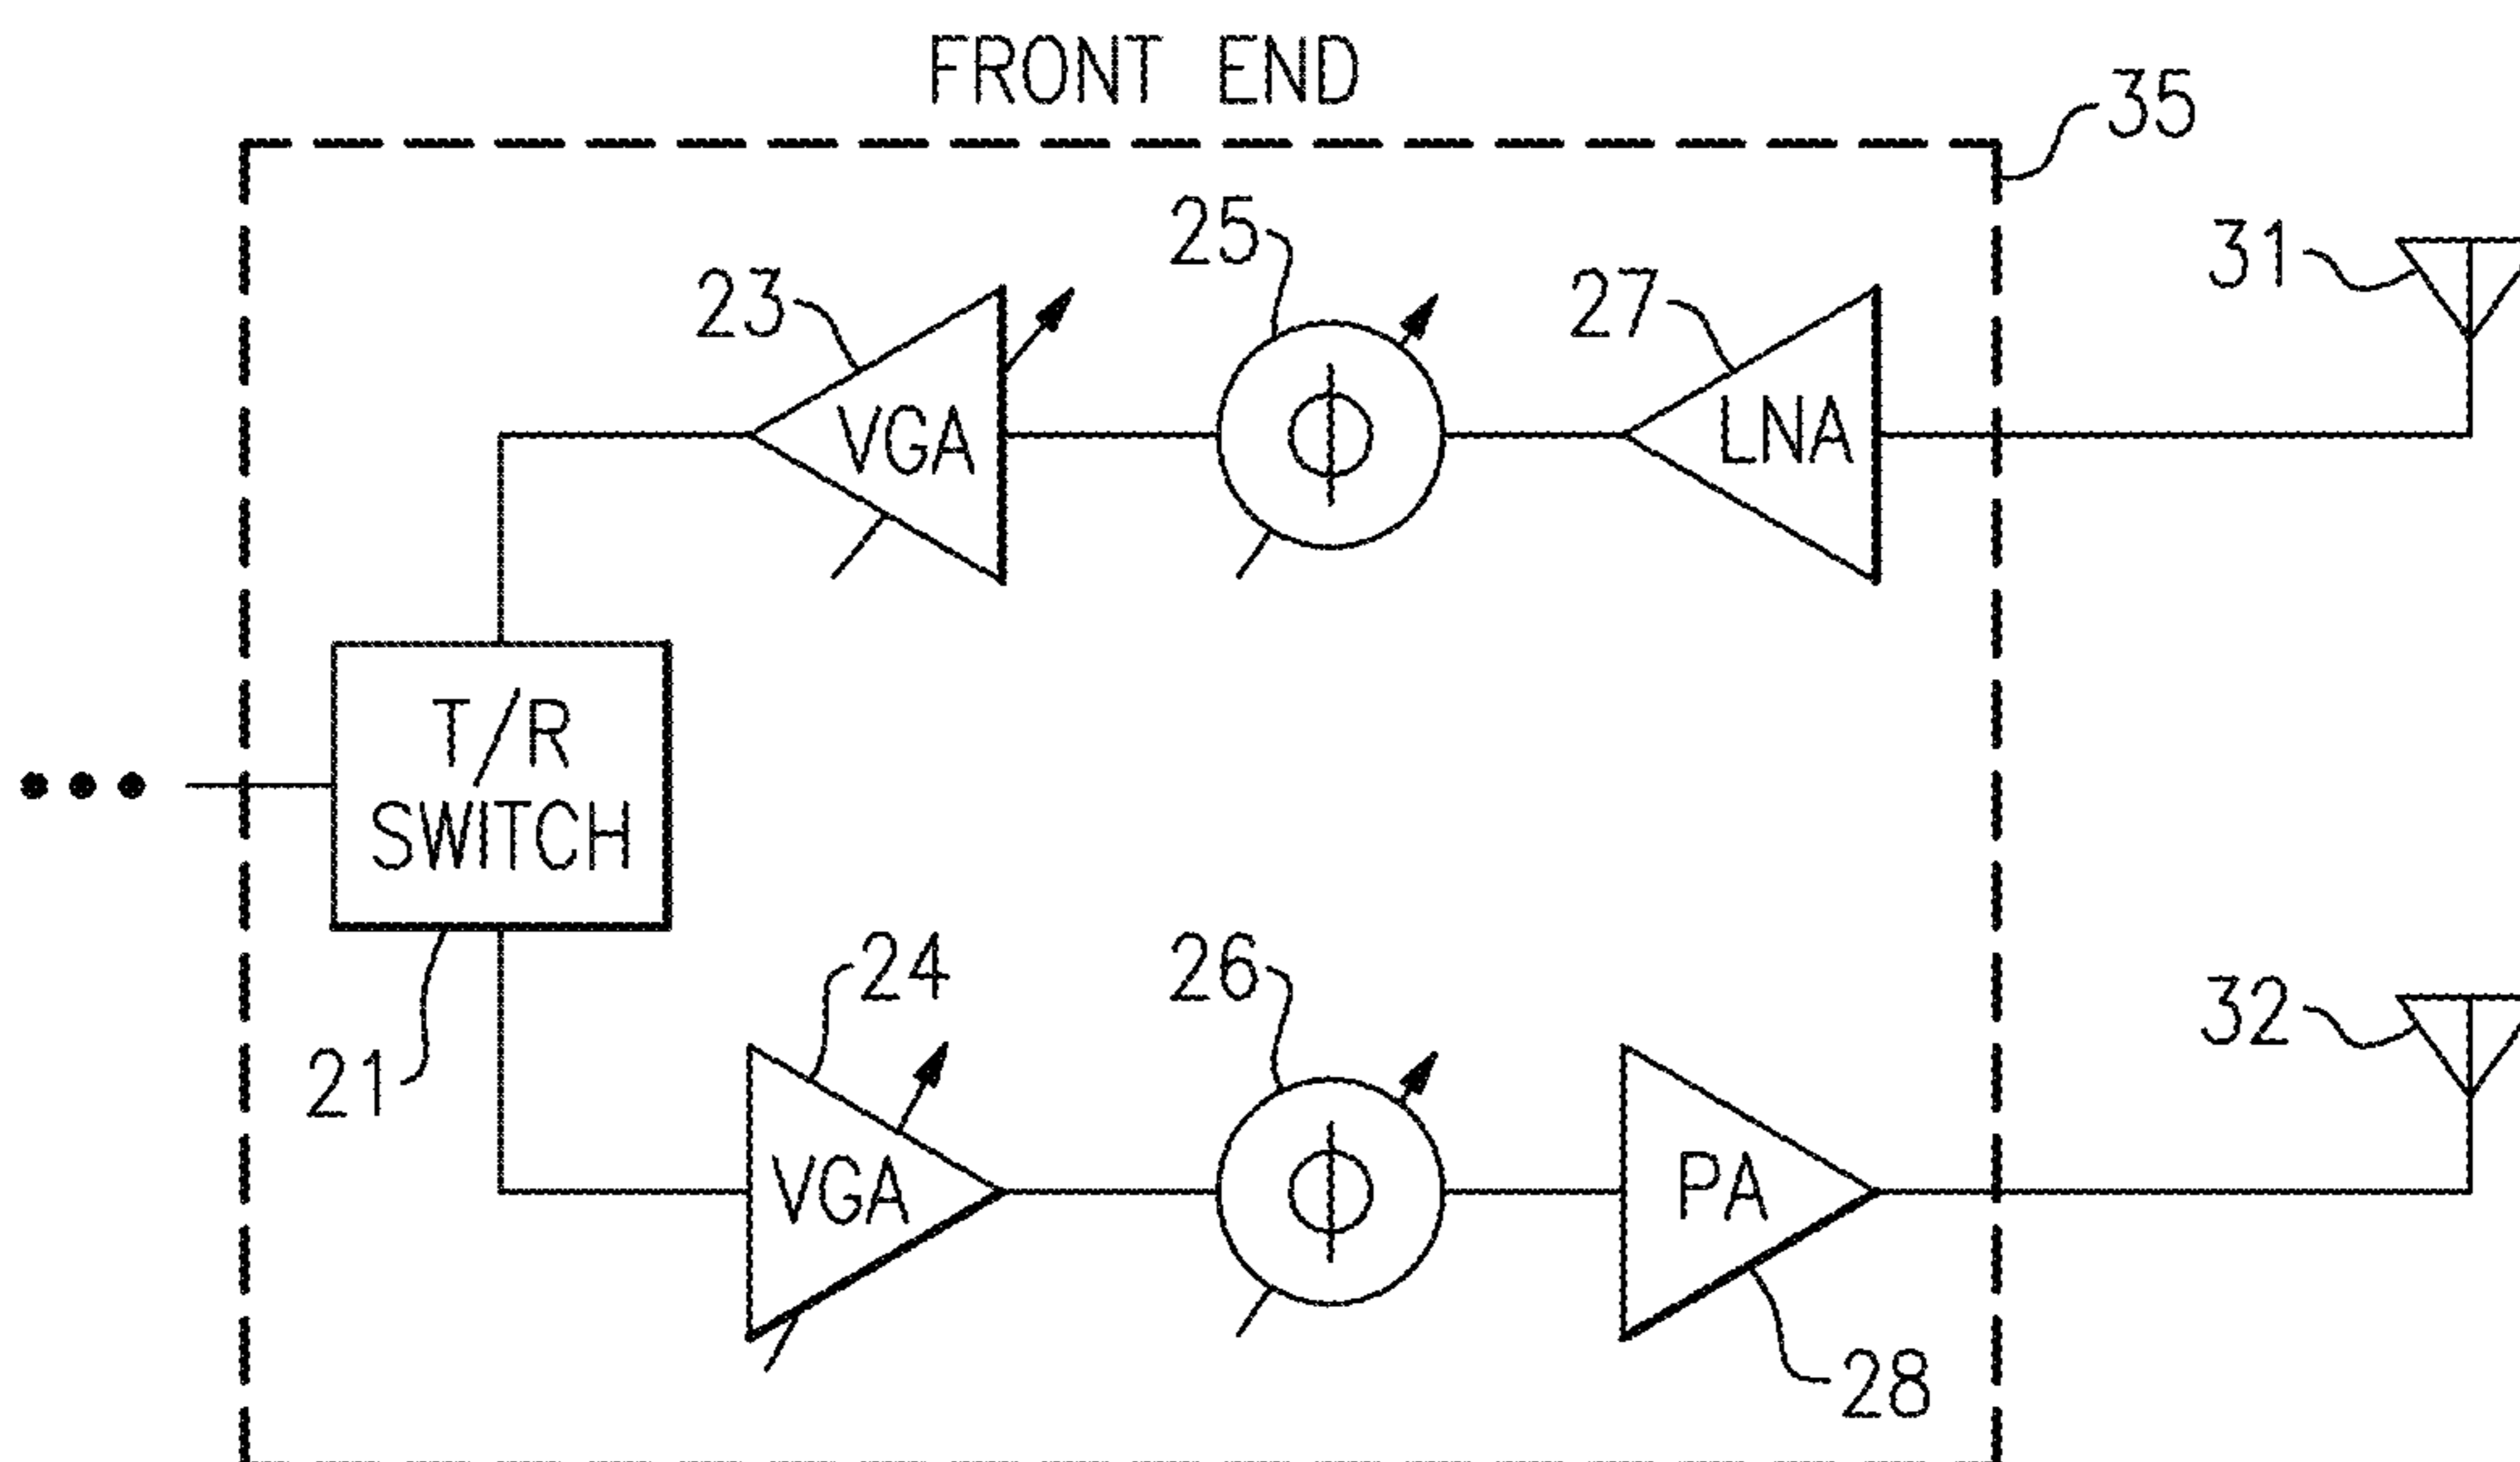 FRONT END
35
25
31
23
27
VGA
LNA
T/R
SWITCH
24
26
32
21
VGA
PA
28